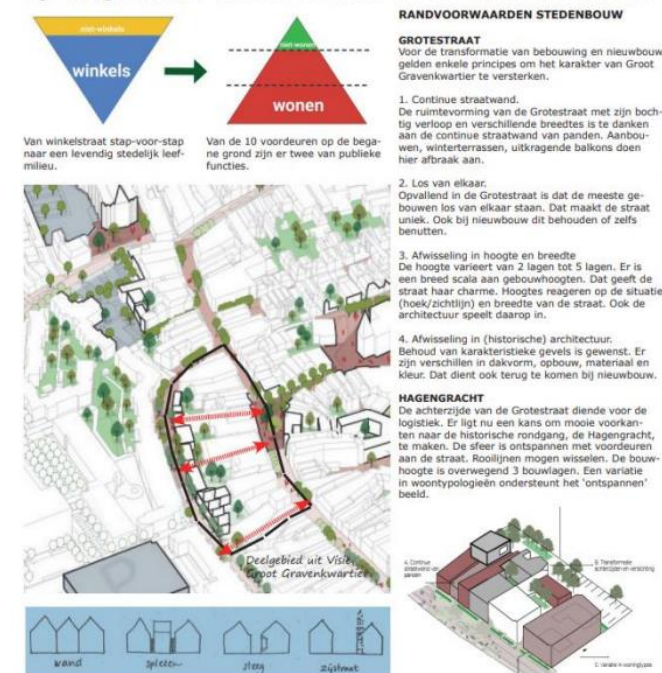 niet-winkels
winkels
niet-wonen
wonen
Van winkelstraat stap-voor-stap
naar een levendig stedelijk leef-
milieu.
Van de 10 voordeuren op de bega-
ne grond zijn er twee van publieke
functies.
Deelgebied uit Visie
Groot Gravenkwartier
wand
spleten
steeg
zijstraat
RANDVOORWAARDEN STEDENBOUW
GROTESTRAAT
Voor de transformatie van bebouwing en nieuwbouw
gelden enkele principes om het karakter van Groot
Gravenkwartier te versterken.
1. Continue straatwand.
De ruimtevorming van de Grotestraat met zijn boch-
tig verloop en verschillende breedtes is te danken
aan de continue straatwand van panden. Aanbou-
wen, winterterrassen, uitkragende balkons doen
hier afbraak aan.
2. Los van elkaar.
Opvallend in de Grotestraat is dat de meeste ge-
bouwen los van elkaar staan. Dat maakt de straat
uniek. Ook bij nieuwbouw dit behouden of zelfs
benutten.
3. Afwisseling in hoogte en breedte
De hoogte varieert van 2 lagen tot 5 lagen. Er is
een breed scala aan gebouwhoogten. Dat geeft de
straat haar charme. Hoogtes reageren op de situatie
(hoek/zichtlijn) en breedte van de straat. Ook de
architectuur speelt daarop in.
4. Afwisseling in (historische) architectuur.
Behoud van karakteristieke gevels is gewenst. Er
zijn verschillen in dakvorm, opbouw, materiaal en
kleur. Dat dient ook terug te komen bij nieuwbouw.
HAGENGRACHT
De achterzijde van de Grotestraat diende voor de
logistiek. Er ligt nu een kans om mooie voorkan-
ten naar de historische rondgang, de Hagengracht,
te maken. De sfeer is ontspannen met voordeuren
aan de straat. Rooilijnen mogen wisselen. De bouw-
hoogte is overwegend 3 bouwlagen. Een variatie
in woontypologieën ondersteunt het 'ontspannen'
beeld.
A. Continue
straatwand van
panden
B. Transformatie
achterzijden en verdichting
C. Variatie in woningtypes